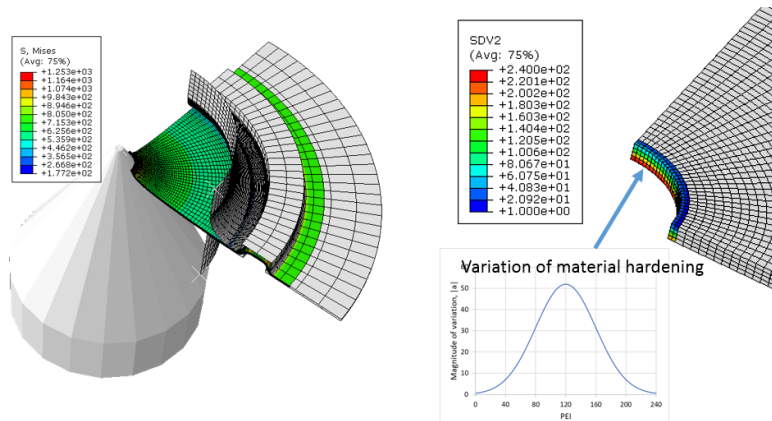 S, Mises
(Avg: 75%)
+1.253e+03
+1.164e+03
+1.074e+03
+9.843e+02
+8.946e+02
+8.050e+02
+7.153e+02
+6.256e+02
+5.359e+02
+4.462e+02
+3.565e+02
+2.668e+02
+1.772e+02
SDV2
(Avg: 75%)
+2.400e+02
+2.201e+02
+2.002e+02
+1.803e+02
+1.603e+02
+1.404e+02
+1.205e+02
+1.006e+02
+8.067e+01
+6.075e+01
+4.083e+01
+2.092e+01
+1.000e+00
Variation of material hardening
Magnitude of variation, |a|
50
40
30
20
10
0
0 40 80 120 160 200 240
PEI